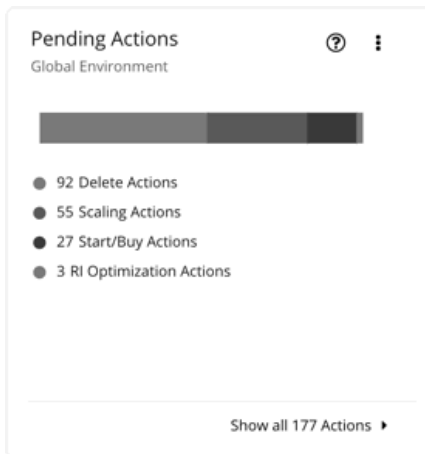 Pending Actions
Global Environment
92 Delete Actions
55 Scaling Actions
27 Start/Buy Actions
3 RI Optimization Actions
Show all 177 Actions